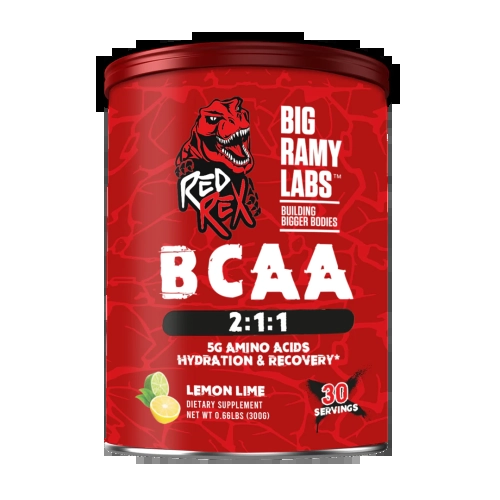 RED
REX
BIG
RAMY
LABS™
BUILDING
BIGGER BODIES
BCAA
2:1:1
5G AMINO ACIDS
HYDRATION & RECOVERY*
LEMON LIME
DIETARY SUPPLEMENT
NET WT 0.66LBS (300G)
30
SERVINGS